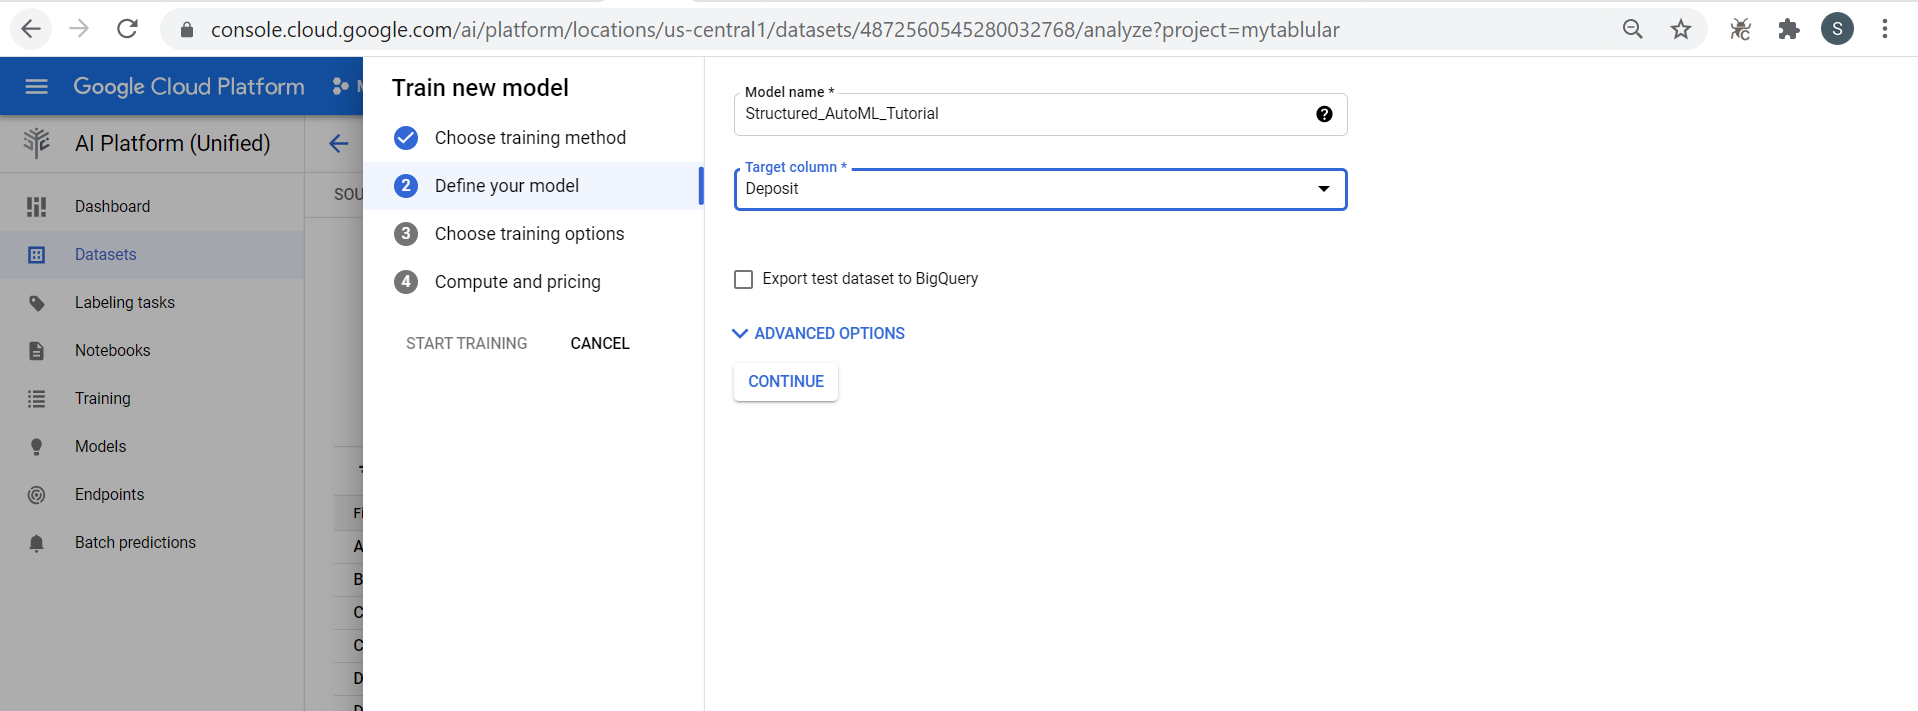 console.cloud.google.com/ai/platform/locations/us-central1/datasets/4872560545280032768/analyze?project=mytablular
S
Google Cloud Platform
AI Platform (Unified)
SOU
Dashboard
Datasets
Labeling tasks
Notebooks
Training
Models
Endpoints
Batch predictions
Train new model
Choose training method
2 Define your model
3 Choose training options
4 Compute and pricing
START TRAINING CANCEL
Model name *
Structured_AutoML_Tutorial
Target column *
Deposit
Export test dataset to BigQuery
ADVANCED OPTIONS
CONTINUE